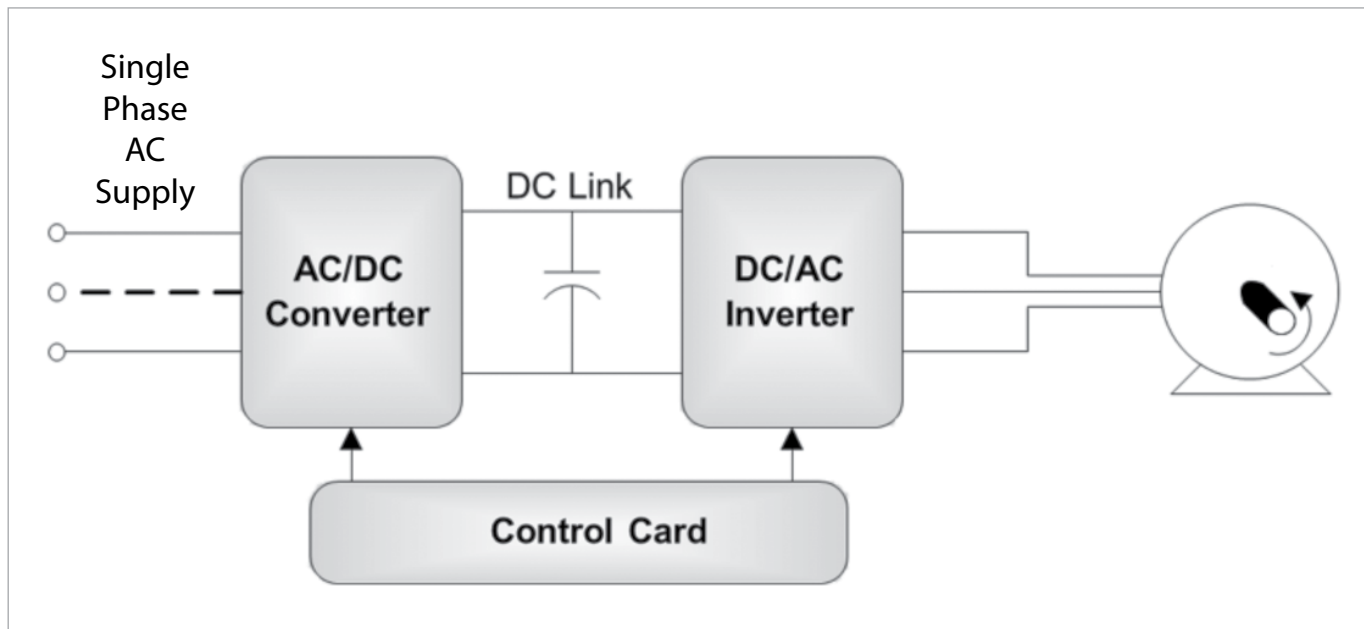 Single
Phase
AC
Supply
DC Link
AC/DC
Converter
DC/AC
Inverter
Control Card